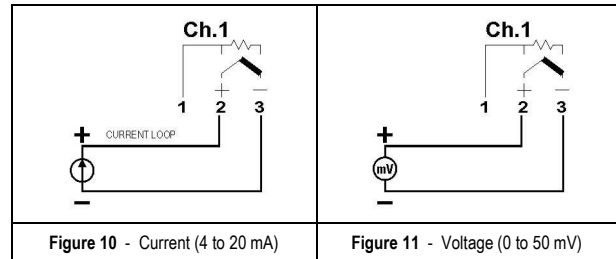 Ch.1
+ −
1 2 3
+ CURRENT LOOP
−
Figure 10 - Current (4 to 20 mA)
Ch.1
+ −
1 2 3
+
mV
−
Figure 11 - Voltage (0 to 50 mV)